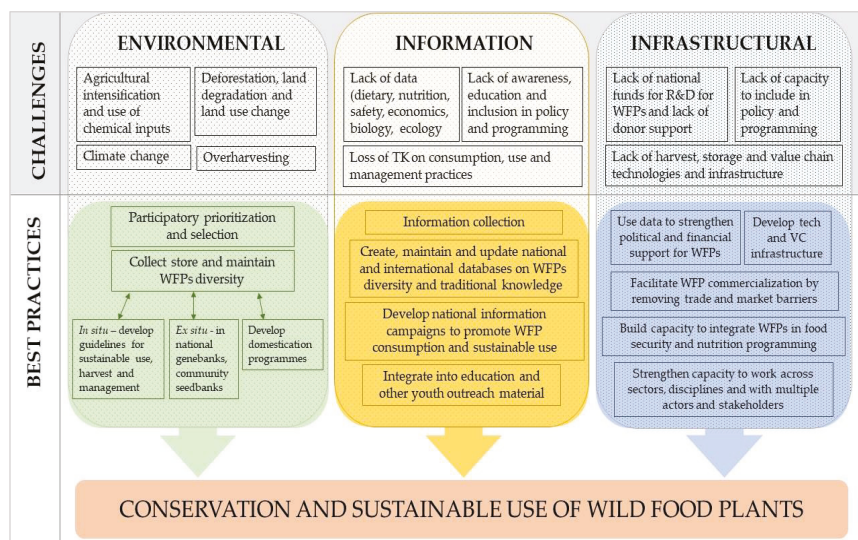 ENVIRONMENTAL
INFORMATION
INFRASTRUCTURAL
CHALLENGES
Agricultural
intensification
and use of
chemical inputs
Deforestation, land
degradation and
land use change
Climate change
Overharvesting
Lack of data
(dietary, nutrition,
safety, economics,
biology, ecology
Lack of awareness,
education and
inclusion in policy
and programming
Loss of TK on consumption, use and
management practices
Lack of national
funds for R&D for
WFPs and lack of
donor support
Lack of capacity
to include in
policy and
programming
Lack of harvest, storage and value chain
technologies and infrastructure
BEST PRACTICES
Participatory prioritization
and selection
Collect store and maintain
WFPs diversity
In situ – develop
guidelines for
sustainable use,
harvest and
management
Ex situ - in
national
genebanks,
community
seedbanks
Develop
domestication
programmes
Information collection
Create, maintain and update national
and international databases on WFPs
diversity and traditional knowledge
Develop national information
campaigns to promote WFP
consumption and sustainable use
Integrate into education and
other youth outreach material
Use data to strengthen
political and financial
support for WFPs
Develop tech
and VC
infrastructure
Facilitate WFP commercialization by
removing trade and market barriers
Build capacity to integrate WFPs in food
security and nutrition programming
Strengthen capacity to work across
sectors, disciplines and with multiple
actors and stakeholders
CONSERVATION AND SUSTAINABLE USE OF WILD FOOD PLANTS